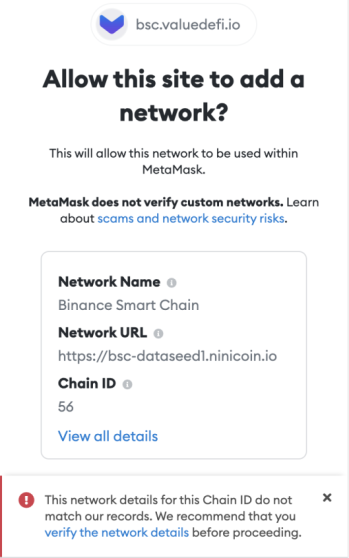 bsc.valuedefi.io
Allow this site to add a
network?
This will allow this network to be used within
MetaMask.
MetaMask does not verify custom networks. Learn
about scams and network security risks.
Network Name
Binance Smart Chain
Network URL
https://bsc-dataseed1.ninicoin.io
Chain ID
56
View all details
This network details for this Chain ID do not
match our records. We recommend that you
verify the network details before proceeding.